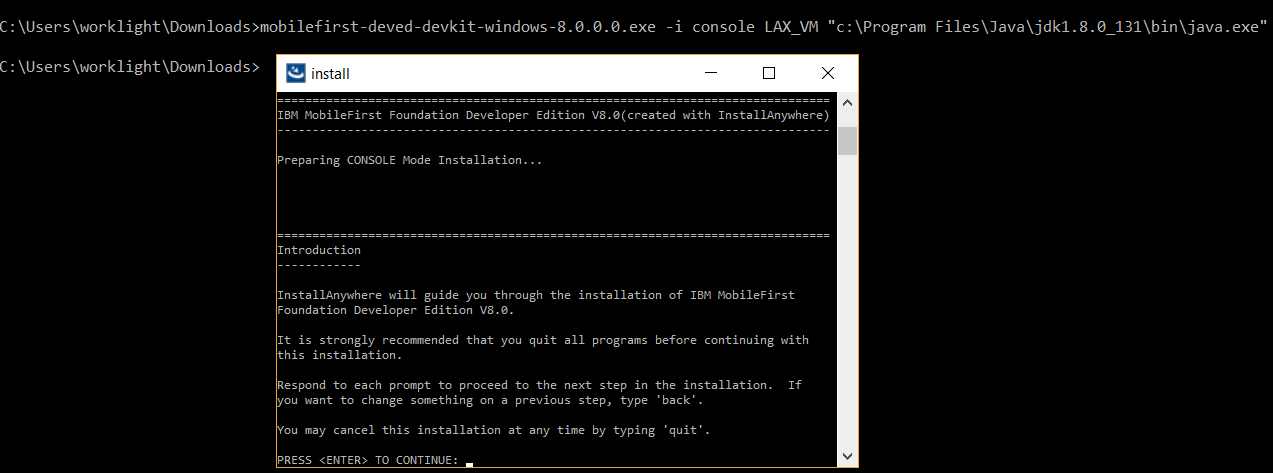 C:\Users\worklight\Downloads>mobilefirst-deved-devkit-windows-8.0.0.0.exe -i console LAX_VM "c:\Program Files\Java\jdk1.8.0_131\bin\java.exe"
C:\Users\worklight\Downloads>
install
===============================================================================
IBM MobileFirst Foundation Developer Edition V8.0(created with InstallAnywhere)
-------------------------------------------------------------------------------
Preparing CONSOLE Mode Installation...
===============================================================================
Introduction
------------
InstallAnywhere will guide you through the installation of IBM MobileFirst
Foundation Developer Edition V8.0.
It is strongly recommended that you quit all programs before continuing with
this installation.
Respond to each prompt to proceed to the next step in the installation.  If
you want to change something on a previous step, type 'back'.
You may cancel this installation at any time by typing 'quit'.
PRESS <ENTER> TO CONTINUE: